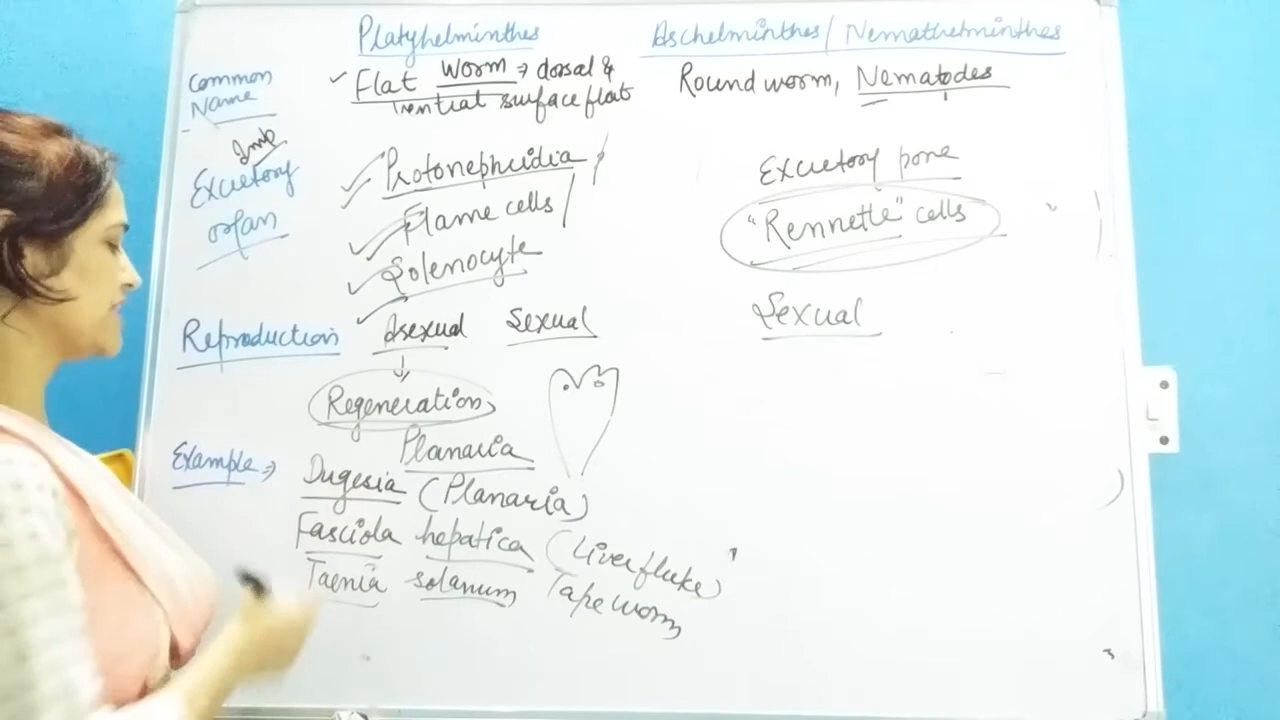 Platyhelminthes Aschelminthes/ Nemathelminthes
Common Name Flat worm → dorsal & Round worm, Nematodes
ventral surface flat
Imp
Excretory organ Protonephridia Excretory pore
Flame cells "Rennette" cells
Solenocyte
Reproduction Asexual Sexual Sexual
Regeneration
Planaria
Example ⇒ Dugesia (Planaria)
Fasciola hepatica (Liverfluke)
Taenia solanum Tapeworm